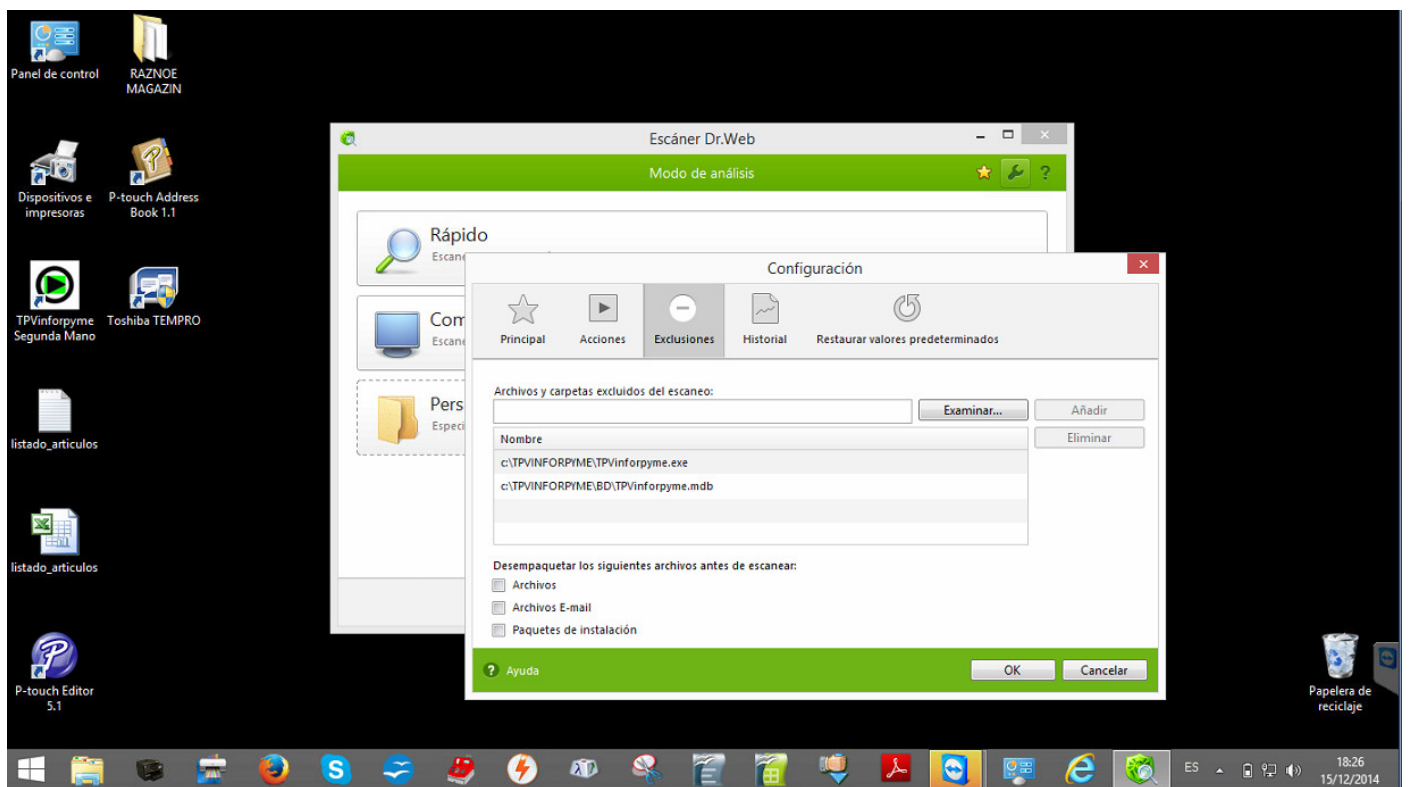 Panel de control
RAZNOE
MAGAZIN
Dispositivos e
impresoras
P-touch Address
Book 1.1
TPVinforpyme
Segunda Mano
Toshiba TEMPRO
listado_articulos
listado_articulos
P-touch Editor
5.1
Escáner Dr.Web
Modo de análisis
?
Rápido
Escane
Com
Escane
Pers
Especi
Configuración
Principal
Acciones
Exclusiones
Historial
Restaurar valores predeterminados
Archivos y carpetas excluidos del escaneo:
Examinar...
Añadir
Nombre
Eliminar
c:\TPVINFORPYME\TPVinforpyme.exe
c:\TPVINFORPYME\BD\TPVinforpyme.mdb
Desempaquetar los siguientes archivos antes de escanear:
Archivos
Archivos E-mail
Paquetes de instalación
? Ayuda
OK
Cancelar
Papelera de
reciclaje
ES
18:26
15/12/2014